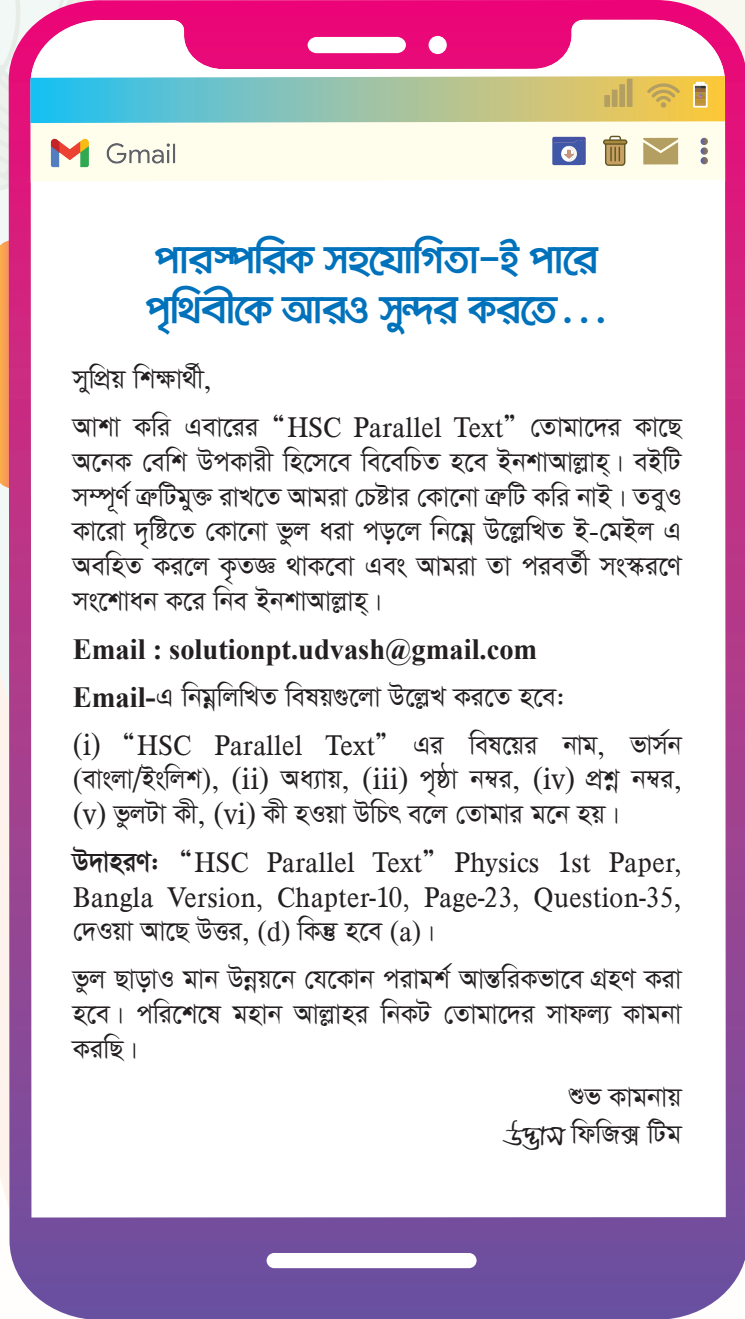 Gmail
পারস্পরিক সহযোগিতা-ই পারে
পৃথিবীকে আরও সুন্দর করতে...
সুপ্রিয় শিক্ষার্থী,
আশা করি এবারের “HSC Parallel Text” তোমাদের কাছে
অনেক বেশি উপকারী হিসেবে বিবেচিত হবে ইনশাআল্লাহ্। বইটি
সম্পূর্ণ ত্রুটিমুক্ত রাখতে আমরা চেষ্টার কোনো ত্রুটি করি নাই। তবুও
কারো দৃষ্টিতে কোনো ভুল ধরা পড়লে নিম্নে উল্লেখিত ই-মেইল এ
অবহিত করলে কৃতজ্ঞ থাকবো এবং আমরা তা পরবর্তী সংস্করণে
সংশোধন করে নিব ইনশাআল্লাহ্।
Email : solutionpt.udvash@gmail.com
Email-এ নিম্নলিখিত বিষয়গুলো উল্লেখ করতে হবে:
(i) “HSC Parallel Text” এর বিষয়ের নাম, ভার্সন
(বাংলা/ইংলিশ), (ii) অধ্যায়, (iii) পৃষ্ঠা নম্বর, (iv) প্রশ্ন নম্বর,
(v) ভুলটা কী, (vi) কী হওয়া উচিৎ বলে তোমার মনে হয়।
উদাহরণ: “HSC Parallel Text” Physics 1st Paper,
Bangla Version, Chapter-10, Page-23, Question-35,
দেওয়া আছে উত্তর, (d) কিন্তু হবে (a)।
ভুল ছাড়াও মান উন্নয়নে যেকোন পরামর্শ আন্তরিকভাবে গ্রহণ করা
হবে। পরিশেষে মহান আল্লাহর নিকট তোমাদের সাফল্য কামনা
করছি।
শুভ কামনায়
উদ্ভাস ফিজিক্স টিম